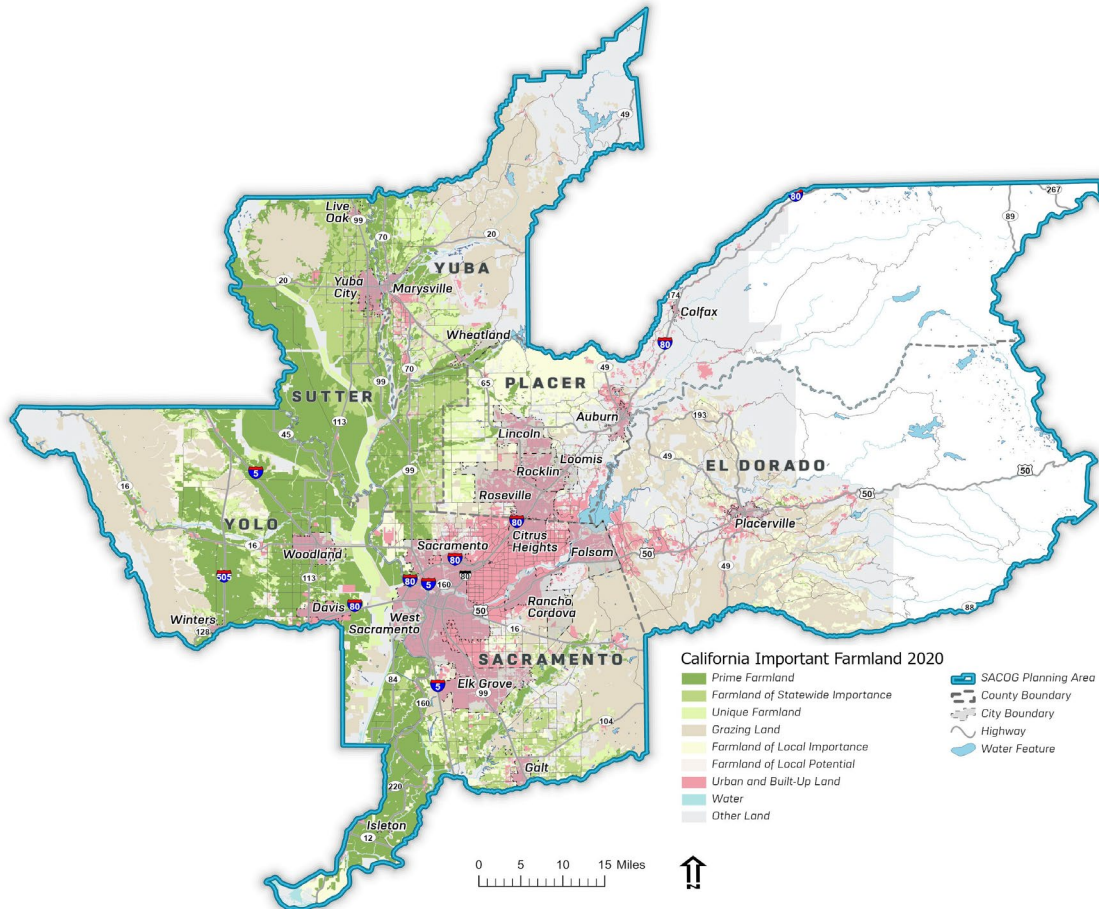 49
80
267
89
Live
Oak
99
70
20
YUBA
20
Yuba
City
Marysville
74
Colfax
Wheatland
80
99
70
65
PLACER
49
SUTTER
113
45
Auburn
193
Lincoln
Loomis
49
EL DORADO
5
16
99
Rocklin
50
50
Roseville
YOLO
80
Placerville
16
Sacramento
Citrus
Heights
Folsom
Woodland
80
50
505
113
80
5
160
80
49
Davis
80
50
Rancho
Cordova
88
Winters
128
West
Sacramento
16
SACRAMENTO
84
5
Elk Grove
99
160
104
Galt
220
Isleton
12
California Important Farmland 2020
Prime Farmland
Farmland of Statewide Importance
Unique Farmland
Grazing Land
Farmland of Local Importance
Farmland of Local Potential
Urban and Built-Up Land
Water
Other Land
SACOG Planning Area
County Boundary
City Boundary
Highway
Water Feature
0 5 10 15 Miles
N